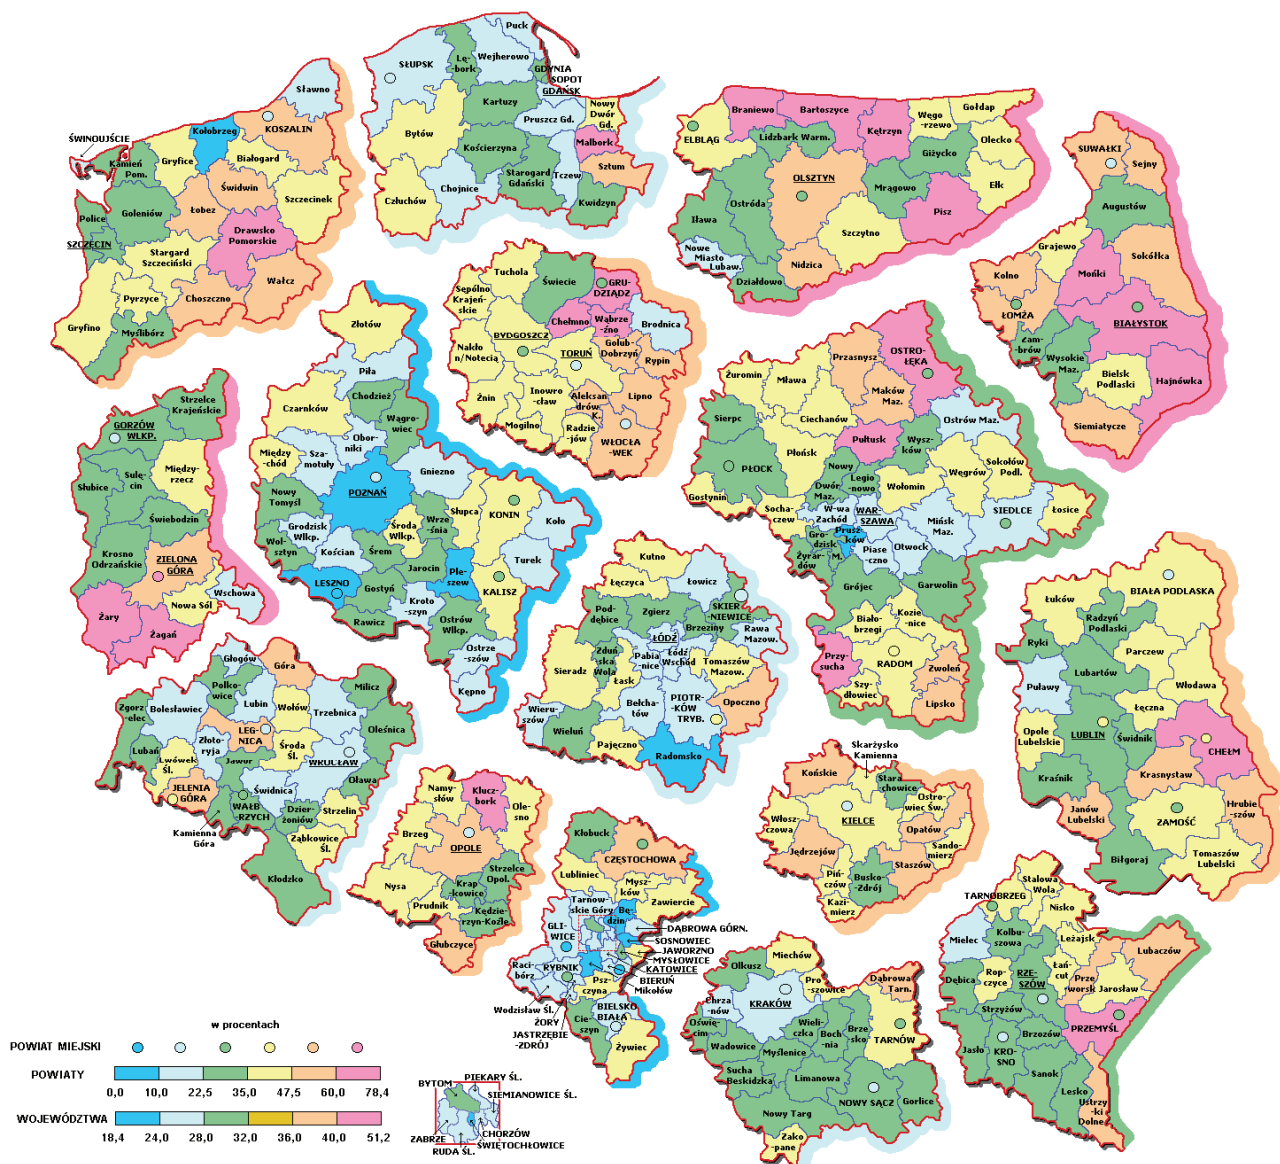 Sławno
KOSZALIN
Kołobrzeg
ŚWINOUJŚCIE
Kamień
Pom.
Gryfice
Białogard
Świdwin
Szczecinek
Police
Goleniów
Łobez
SZCZECIN
Drawsko
Pomorskie
Stargard
Szczeciński
Pyrzyce
Choszczno
Wałcz
Gryfino
Myślibórz
Puck
SŁUPSK
Lę-
bork
Wejherowo
GDYNIA
SOPOT
GDAŃSK
Kartuzy
Pruszcz Gd.
Nowy
Dwór
Gd.
Bytów
Kościerzyna
Malbork
Sztum
Tczew
Starogard
Gdański
Chojnice
Człuchów
Kwidzyn
ELBLĄG
Braniewo
Bartoszyce
Kętrzyn
Węgo
-rzewo
Gołdap
Olecko
Lidzbark Warm.
Giżycko
OLSZTYN
Mrągowo
Ełk
Ostróda
Pisz
Iława
Szczytno
Nowe
Miasto
Lubaw.
Nidzica
Działdowo
SUWAŁKI
Sejny
Augustów
Grajewo
Sokółka
Kolno
Mońki
ŁOMŻA
BIAŁYSTOK
Zam-
brów
Wysokie
Maz.
Bielsk
Podlaski
Hajnówka
Siemiatycze
Tuchola
Świecie
GRU-
DZIĄDZ
Sępólno
Krajeń-
skie
Chełmno
Wąbrze-
źno
Brodnica
BYDGOSZCZ
Golub-
Dobrzyń
Nakło
n/Notecią
TORUŃ
Rypin
Żnin
Inowro-
cław
Aleksan-
drów
K.
Lipno
Mogilno
Radzie-
jów
WŁOCŁA
-WEK
Złotów
Piła
Chodzież
Czarnków
Wągro-
wiec
Obor-
niki
Między
-chód
Sza-
motuły
Gniezno
POZNAŃ
Nowy
Tomyśl
Słupca
KONIN
Wrze-
śnia
Koło
Grodzisk
Wlkp.
Środa
Wlkp.
Wol-
sztyn
Kościan
Śrem
Turek
Jarocin
Ple-
szew
LESZNO
Gostyń
KALISZ
Kroto-
szyn
Rawicz
Ostrów
Wlkp.
Ostrze-
szów
Kępno
Strzelce
Krajeńskie
GORZÓW
WLKP.
Między-
rzecz
Sulę-
cin
Słubice
Świebodzin
Krosno
Odrzańskie
ZIELONA
GÓRA
Wschowa
Nowa Sól
Żary
Żagań
OSTRO-
ŁĘKA
Przasnysz
Żuromin
Mława
Maków
Maz.
Ciechanów
Ostrów Maz.
Sierpc
Pułtusk
Wysz-
ków
Płońsk
PŁOCK
Nowy
Dwór
Maz.
Legio-
nowo
Węgrów
Sokołów
Podl.
Wołomin
Gostynin
Socha-
czew
W-wa
Zachód
WAR-
SZAWA
Mińsk
Maz.
SIEDLCE
Łosice
Prusz
ków
Gro-
dzisk
M.
Żyrar-
dów
Piase
-czno
Otwock
Grójec
Garwolin
Kozie
-nice
Biało-
brzegi
Przy-
sucha
RADOM
Zwoleń
Szy-
dłowiec
Lipsko
Kutno
Łęczyca
Łowicz
Pod-
dębice
Zgierz
SKIER
-NIEWICE
Brzeziny
ŁÓDŹ
Rawa
Mazow.
Zduń
ska
Wola
Pabia
nice
Łódź
Wschód
Sieradz
Łask
Tomaszów
Mazow.
PIOTR-
KÓW
TRYB.
Bełcha-
tów
Opoczno
Wieru-
szów
Wieluń
Pajęczno
Radomsko
Łuków
BIAŁA PODLASKA
Radzyń
Podlaski
Ryki
Parczew
Lubartów
Puławy
Włodawa
Łęczna
Opole
Lubelskie
LUBLIN
Świdnik
CHEŁM
Kraśnik
Krasnystaw
Janów
Lubelski
ZAMOŚĆ
Hrubie-
szów
Biłgoraj
Tomaszów
Lubelski
Głogów
Góra
Polko-
wice
Milicz
Zgorz-
elec
Bolesławiec
Lubin
Wołów
Trzebnica
Oleśnica
LEG-
NICA
Lubań
Złoto-
ryja
Środa
Śl.
WROCŁAW
Lwówek
Śl.
Jawor
Oława
JELENIA
GÓRA
Świdnica
WAŁB
RZYCH
Strzelin
Kamienna
Góra
Dzier-
żoniów
Ząbkowice
Śl.
Kłodzko
Namy-
słów
Klucz-
bork
Ole-
sno
Brzeg
OPOLE
Strzelce
Opol.
Nysa
Krap-
kowice
Prudnik
Kędzie-
rzyn-Koźle
Głubczyce
Kłobuck
CZĘSTOCHOWA
Lubliniec
Mysz-
ków
Zawiercie
Tarnow-
skie Góry
Bę-
dzin
DĄBROWA GÓRN.
GLI-
WICE
SOSNOWIEC
JAWORZNO
MYSŁOWICE
KATOWICE
Raci-
bórz
RYBNIK
BIERUŃ
Mikołów
Psz-
czyna
Wodzisław Śl.
ŻORY
JASTRZĘBIE
-ZDRÓJ
BIELSKO
BIAŁA
Cie-
szyn
Żywiec
Skarżysko
Kamienna
Końskie
Stara
chowice
Włosz-
czowa
KIELCE
Ostro-
wiec Św.
Opatów
Jędrzejów
Sando-
mierz
Piń-
czów
Busko-
Zdrój
Staszów
Kazi-
mierz
TARNOBRZEG
Stalowa
Wola
Nisko
Kolbu-
szowa
Mielec
Leżajsk
Lubaczów
Dębica
Rop-
czyce
RZE-
SZÓW
Łań-
cut
Prze-
worsk
Jarosław
Strzyżów
PRZEMYŚL
Jasło
KRO-
SNO
Brzozów
Sanok
Lesko
Ustrzy-
ki
Dolne
Miechów
Olkusz
Pro-
szowice
Dąbrowa
Tarn.
Chrza-
nów
KRAKÓW
Oświę-
cim
Wieli-
czka
Boch
nia
Brze-
sko
TARNÓW
Wadowice
Myślenice
Sucha
Beskidzka
Limanowa
NOWY SĄCZ
Gorlice
Nowy Targ
Zako-
pane
w procentach
POWIAT MIEJSKI
POWIATY
0,0 10,0 22,5 35,0 47,5 60,0 78,4
WOJEWÓDZTWA
18,4 24,0 28,0 32,0 36,0 40,0 51,2
PIEKARY ŚL.
BYTOM
SIEMIANOWICE ŚL.
ZABRZE
CHORZÓW
ŚWIĘTOCHŁOWICE
RUDA ŚL.